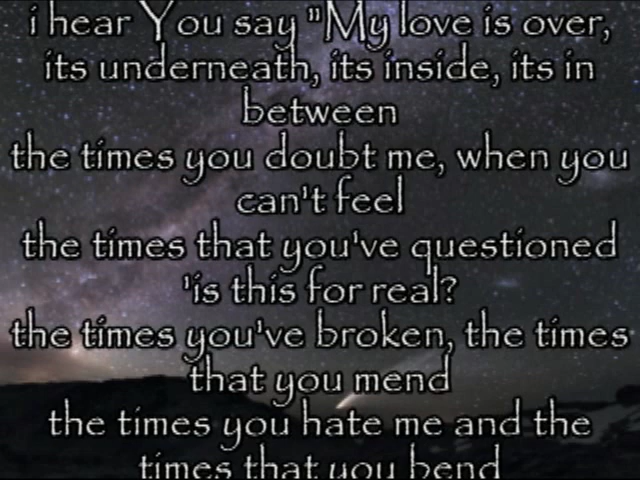 i hear You say "My love is over,
its underneath, its inside, its in
between
the times you doubt me, when you
can't feel
the times that you've questioned
'is this for real?
the times you've broken, the times
that you mend
the times you hate me and the
times that you bend